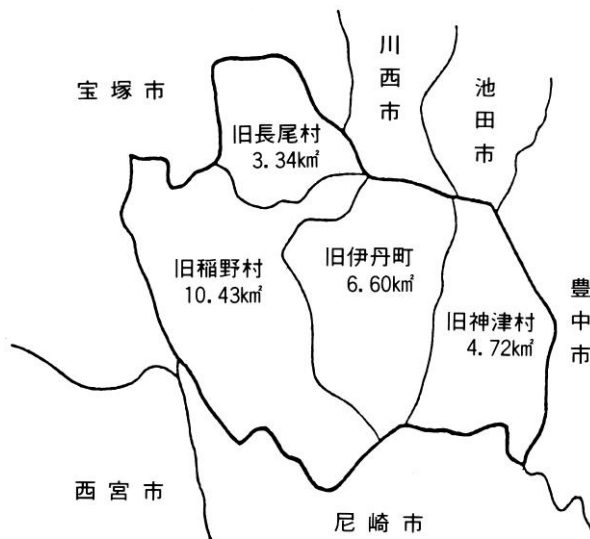 宝塚市
川西市
池田市
旧長尾村
3.34km²
旧稲野村
10.43km²
旧伊丹町
6.60km²
旧神津村
4.72km²
豊中市
西宮市
尼崎市